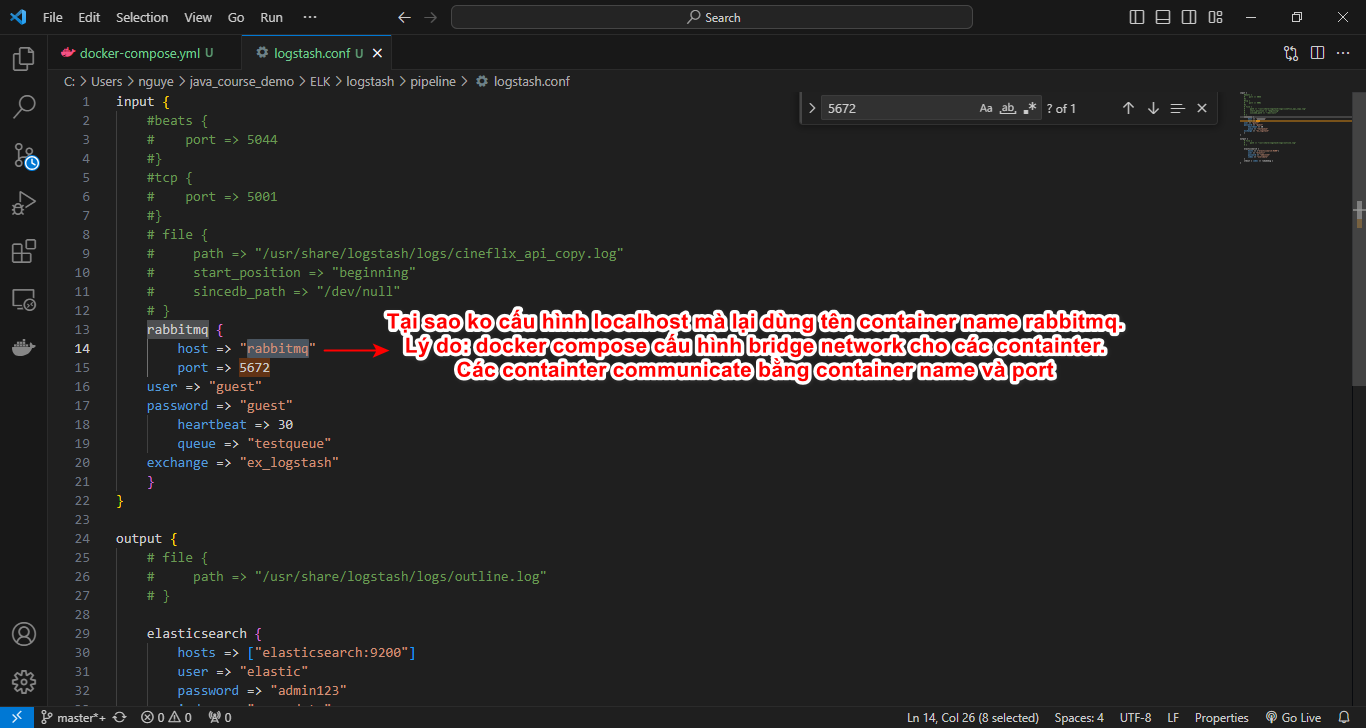 File Edit Selection View Go Run ··· Search
docker-compose.yml U logstash.conf U
C: > Users > nguye > java_course_demo > ELK > logstash > pipeline > logstash.conf
5672 Aa ab ? of 1
1 input {
2 #beats {
3 #    port => 5044
4 #}
5 #tcp {
6 #    port => 5001
7 #}
8 # file {
9 #     path => "/usr/share/logstash/logs/cineflix_api_copy.log"
10 #     start_position => "beginning"
11 #     sincedb_path => "/dev/null"
12 # }
13 rabbitmq {
14 host => "rabbitmq"
15 port => 5672
16 user => "guest"
17 password => "guest"
18 heartbeat => 30
19 queue => "testqueue"
20 exchange => "ex_logstash"
21 }
22 }
23
24 output {
25 # file {
26 #     path => "/usr/share/logstash/logs/outline.log"
27 # }
28
29 elasticsearch {
30 hosts => ["elasticsearch:9200"]
31 user => "elastic"
32 password => "admin123"
Tại sao ko cấu hình localhost mà lại dùng tên container name rabbitmq.
Lý do: docker compose cấu hình bridge network cho các containter.
Các containter communicate bằng container name và port
master*+ 0 0 0 Ln 14, Col 26 (8 selected) Spaces: 4 UTF-8 LF Properties Go Live